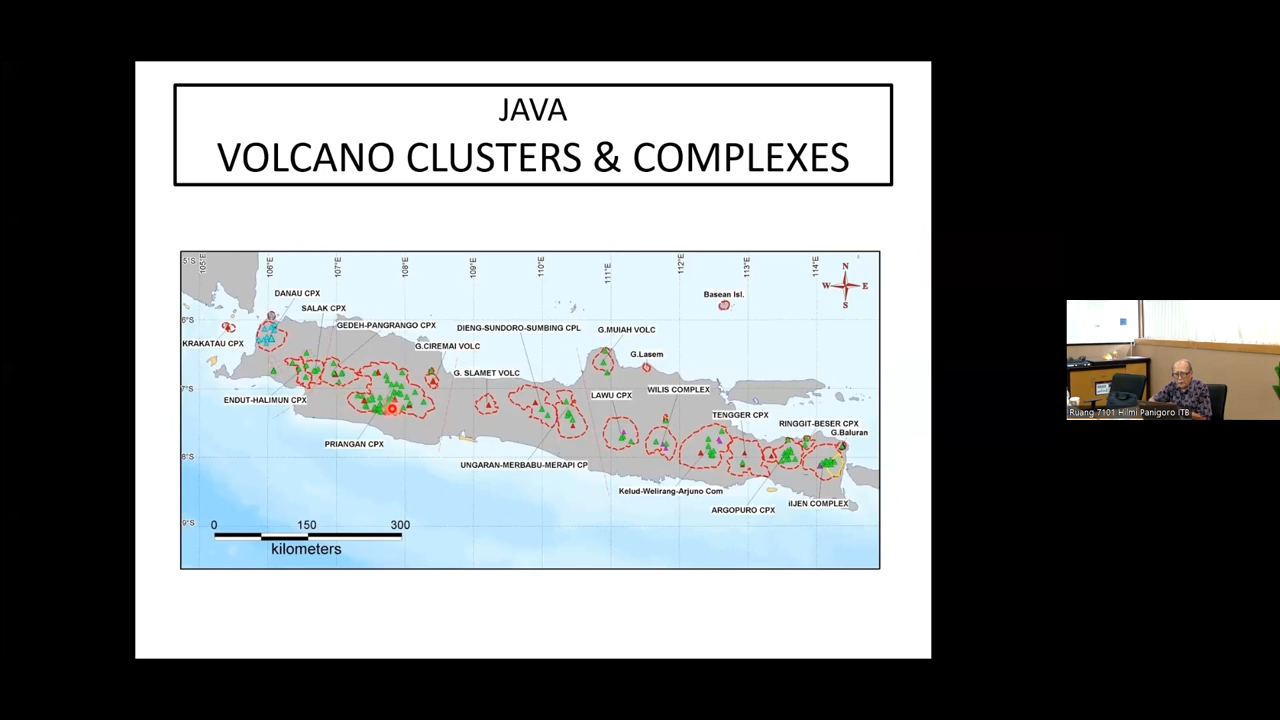 JAVA
VOLCANO CLUSTERS & COMPLEXES
5°S
105°E
106°E
107°E
108°E
109°E
110°E
111°E
112°E
113°E
114°E
N
W
E
S
DANAU CPX
Basean Isl.
SALAK CPX
6°S
GEDEH-PANGRANGO CPX
DIENG-SUNDORO-SUMBING CPL
G.MUIAH VOLC
KRAKATAU CPX
G.CIREMAI VOLC
G.Lasem
G. SLAMET VOLC
7°S
WILIS COMPLEX
LAWU CPX
ENDUT-HALIMUN CPX
TENGGER CPX
RINGGIT-BESER CPX
G.Baluran
PRIANGAN CPX
8°S
UNGARAN-MERBABU-MERAPI CP
Kelud-Welirang-Arjuno Com
iIJEN COMPLEX
ARGOPURO CPX
9°S
0 150 300
kilometers
Ruang 7101 Hilmi Panigoro ITB